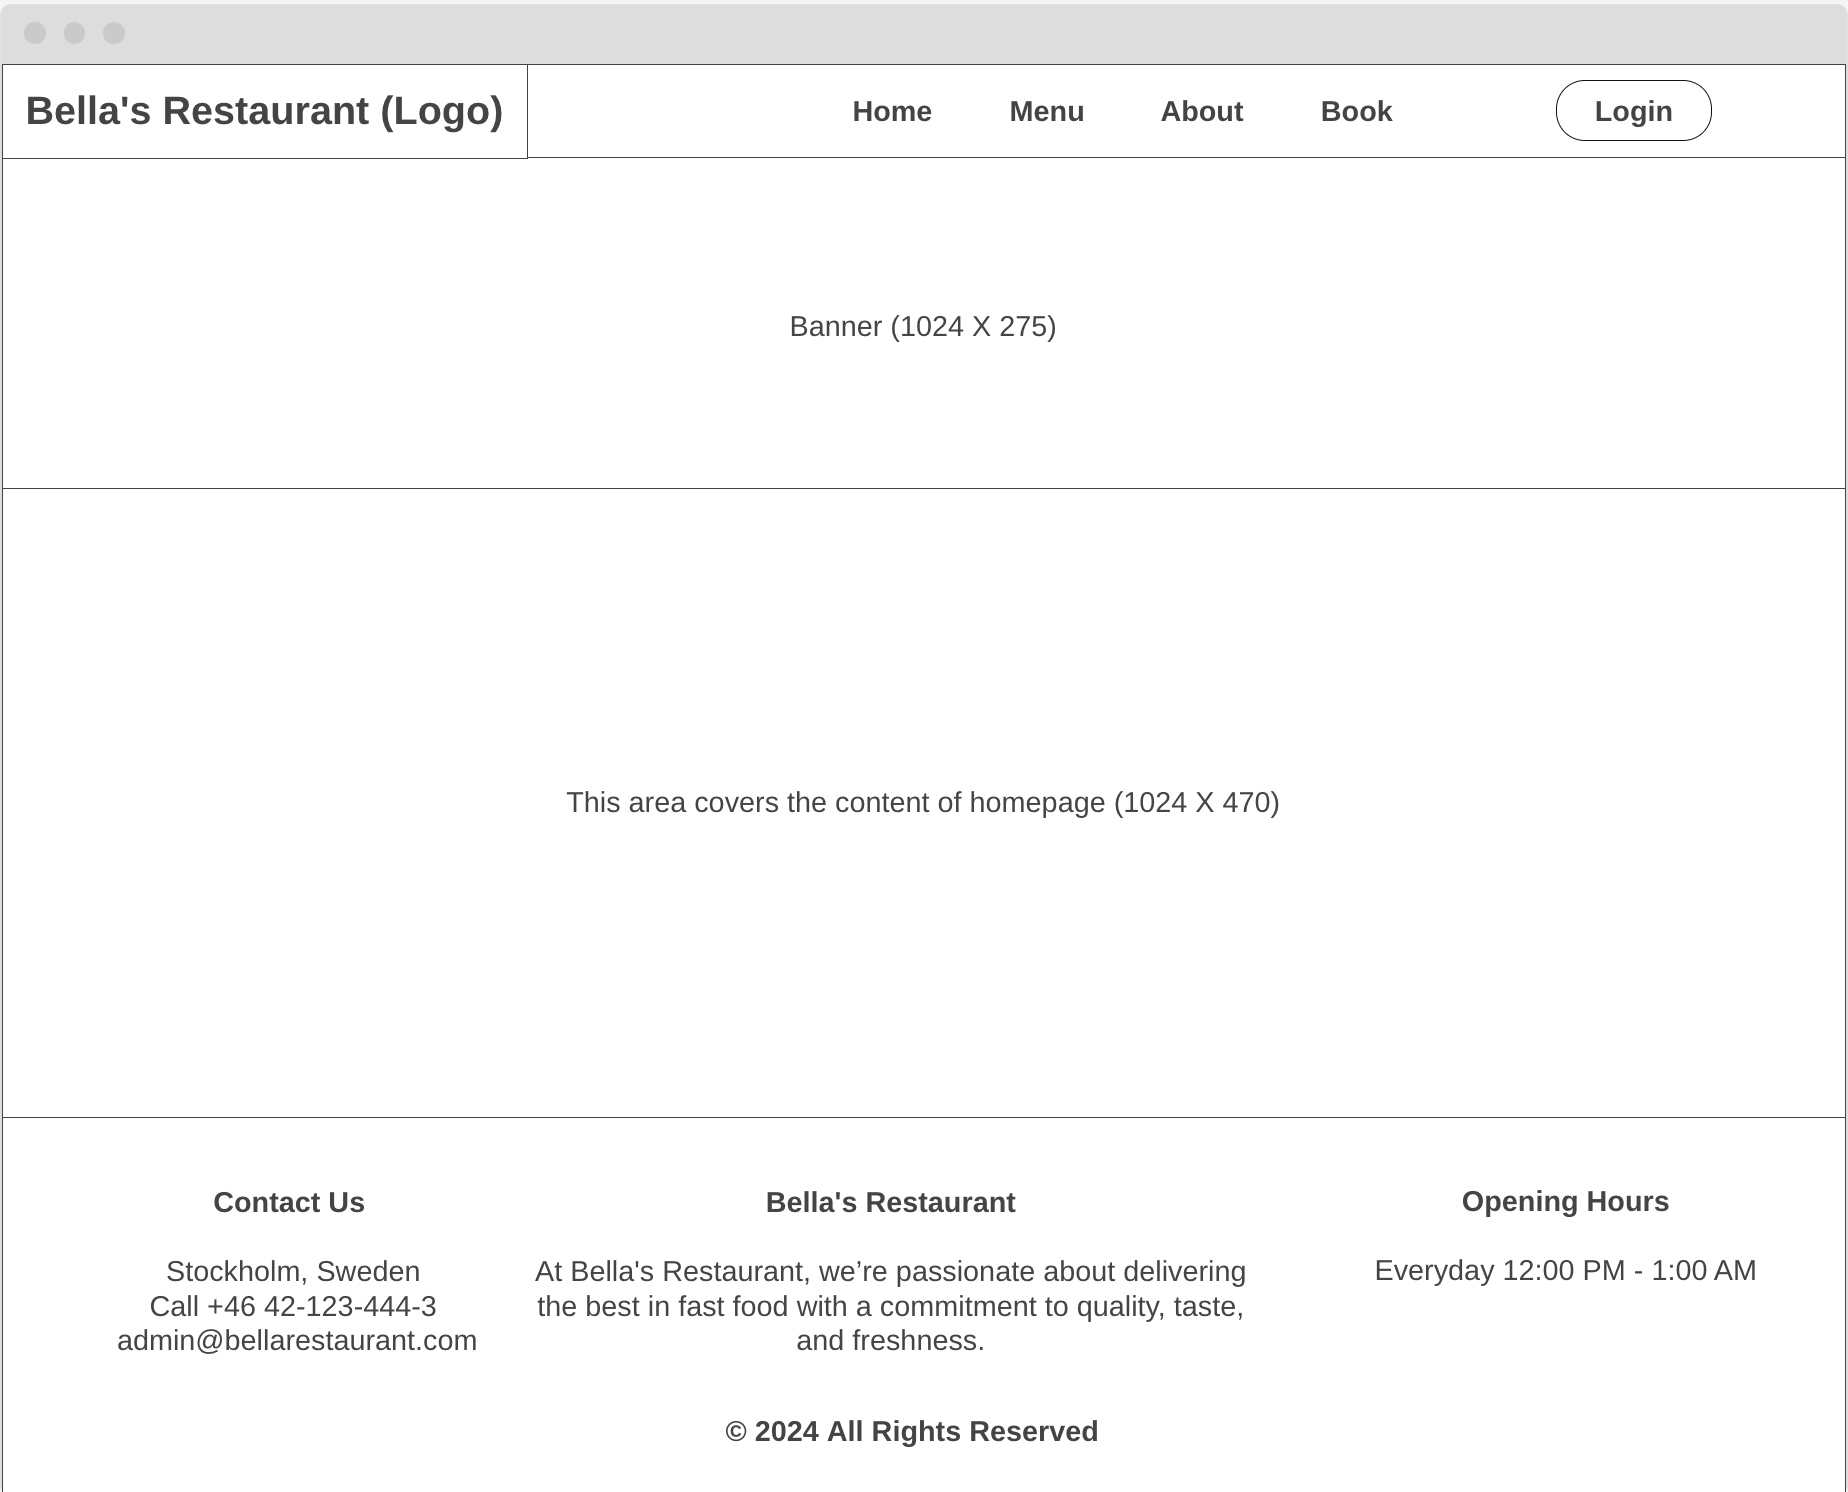 Bella's Restaurant (Logo)
Home
Menu
About
Book
Login
Banner (1024 X 275)
This area covers the content of homepage (1024 X 470)
Contact Us
Stockholm, Sweden
Call +46 42-123-444-3
admin@bellarestaurant.com
Bella's Restaurant
At Bella's Restaurant, we’re passionate about delivering
the best in fast food with a commitment to quality, taste,
and freshness.
Opening Hours
Everyday 12:00 PM - 1:00 AM
© 2024 All Rights Reserved